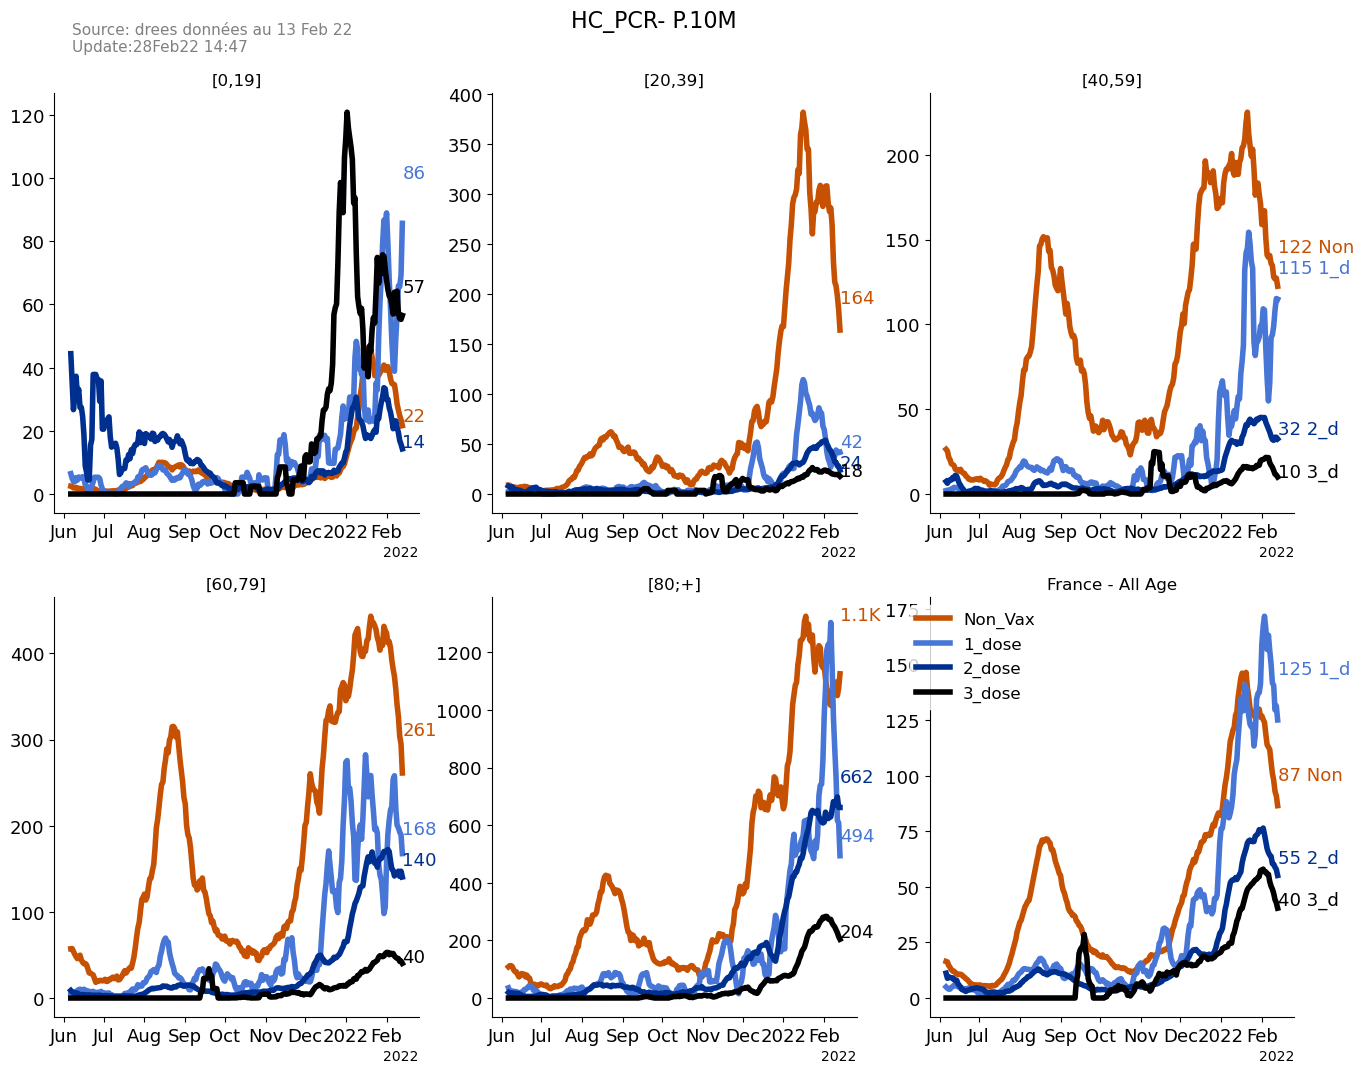 HC_PCR- P.10M
Source: drees données au 13 Feb 22
Update:28Feb22 14:47
[0,19]
120
100
80
60
40
20
0
86
57
22
14
Jun Jul Aug Sep Oct Nov Dec 2022 Feb
2022
[20,39]
400
350
300
250
200
150
100
50
0
164
42
24
18
Jun Jul Aug Sep Oct Nov Dec 2022 Feb
2022
[40,59]
200
150
100
50
0
122 Non
115 1_d
32 2_d
10 3_d
Jun Jul Aug Sep Oct Nov Dec 2022 Feb
2022
[60,79]
400
300
200
100
0
261
168
140
40
Jun Jul Aug Sep Oct Nov Dec 2022 Feb
2022
[80;+]
1200
1000
800
600
400
200
0
1.1K
662
494
204
Jun Jul Aug Sep Oct Nov Dec 2022 Feb
2022
France - All Age
175
150
125
100
75
50
25
0
Non_Vax
1_dose
2_dose
3_dose
125 1_d
87 Non
55 2_d
40 3_d
Jun Jul Aug Sep Oct Nov Dec 2022 Feb
2022